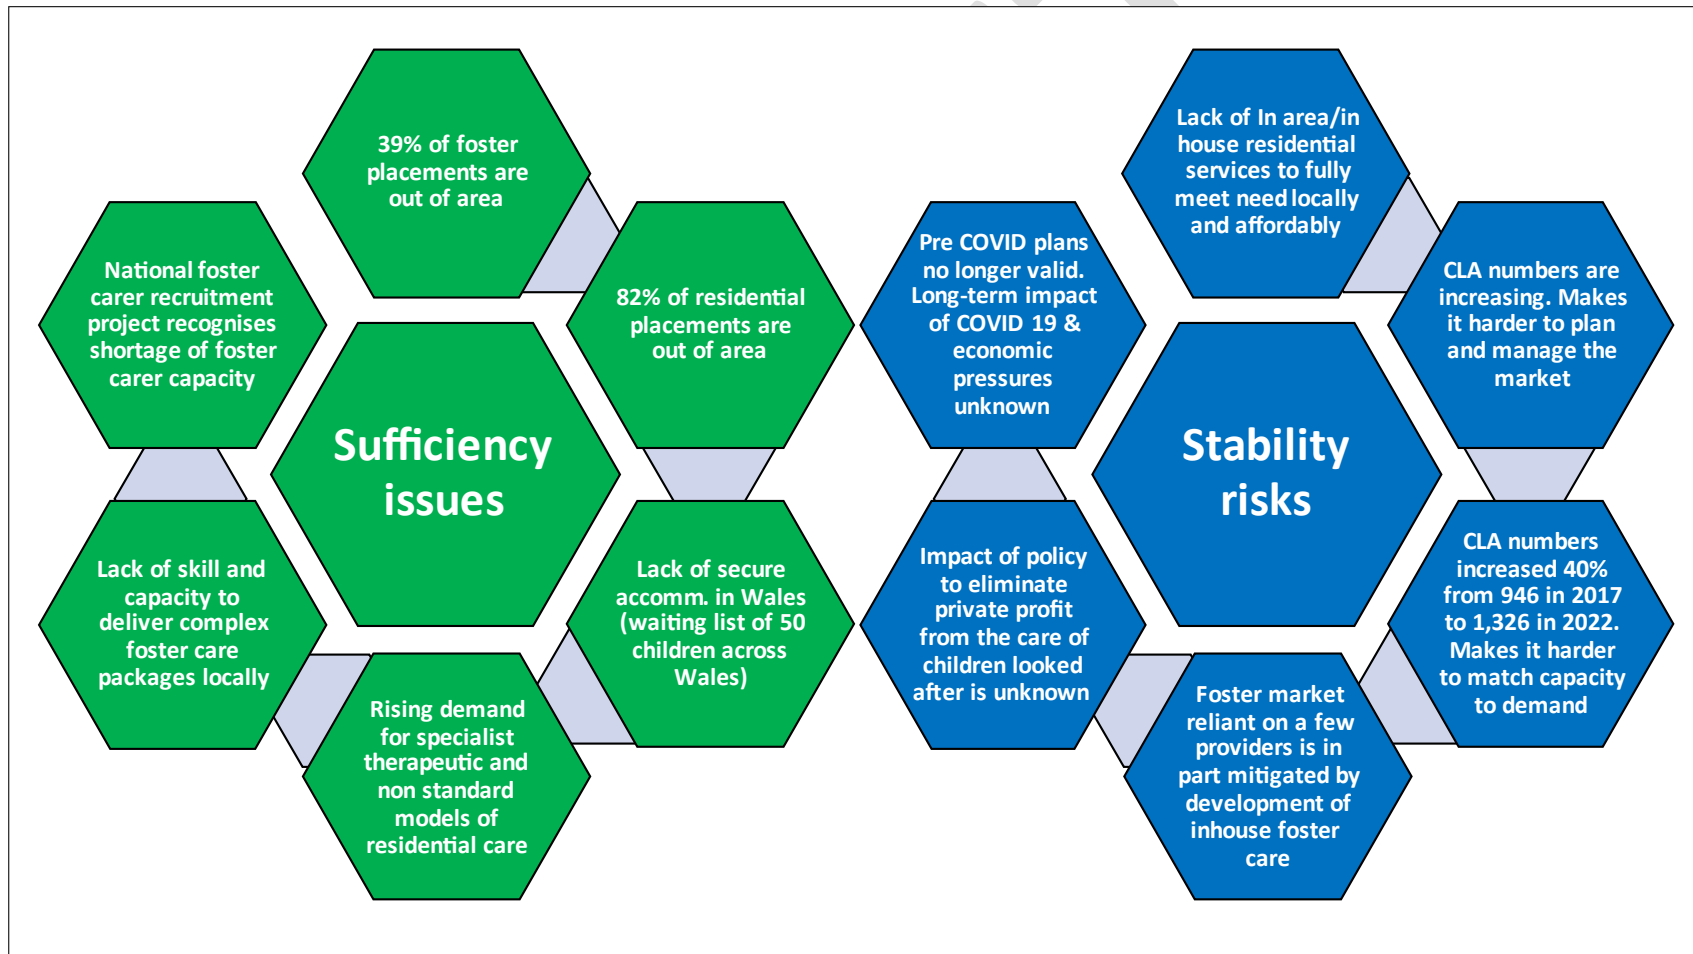 39% of foster
placements are
out of area
82% of residential
placements are
out of area
Lack of secure
accomm. in Wales
(waiting list of 50
children across
Wales)
Rising demand
for specialist
therapeutic and
non standard
models of
residential care
Lack of skill and
capacity to
deliver complex
foster care
packages locally
National foster
carer recruitment
project recognises
shortage of foster
carer capacity
Sufficiency
issues
Lack of In area/in
house residential
services to fully
meet need locally
and affordably
CLA numbers are
increasing. Makes
it harder to plan
and manage the
market
CLA numbers
increased 40%
from 946 in 2017
to 1,326 in 2022.
Makes it harder
to match capacity
to demand
Foster market
reliant on a few
providers is in
part mitigated by
development of
inhouse foster
care
Impact of policy
to eliminate
private profit
from the care of
children looked
after is unknown
Pre COVID plans
no longer valid.
Long-term impact
of COVID 19 &
economic
pressures
unknown
Stability
risks